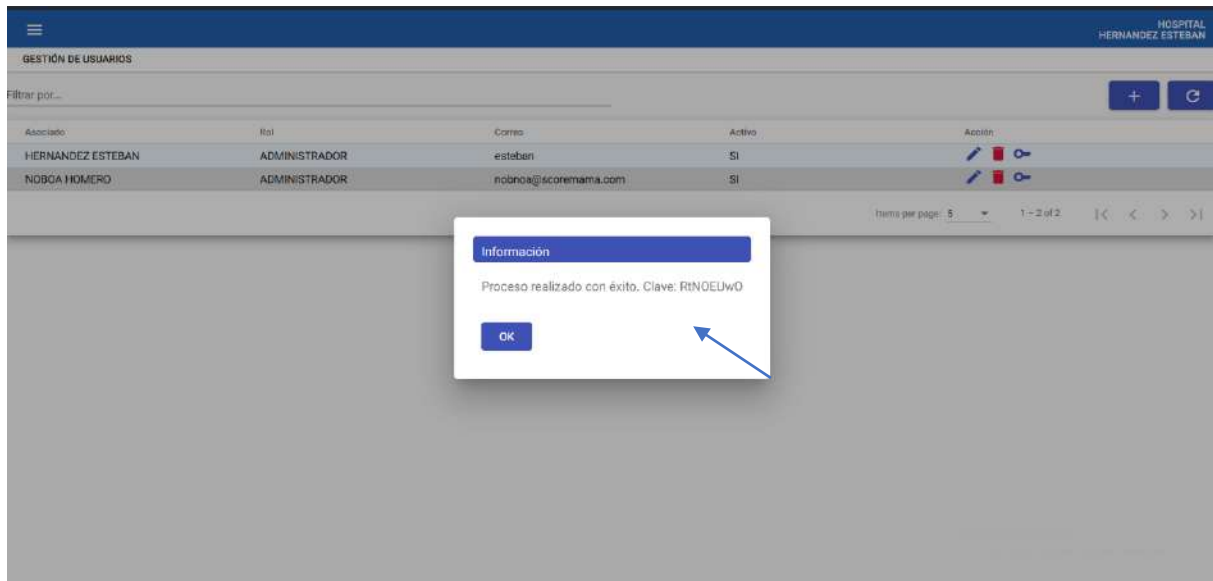 HOSPITAL
HERNANDEZ ESTEBAN
GESTIÓN DE USUARIOS
Filtrar por...
Asociado Rol Correo Activo Acción
HERNANDEZ ESTEBAN ADMINISTRADOR esteban SI
NOBOA HOMERO ADMINISTRADOR nobnoa@scoremama.com SI
Items per page: 5 1 – 2 of 2
Información
Proceso realizado con éxito. Clave: RtNOEUwO
OK